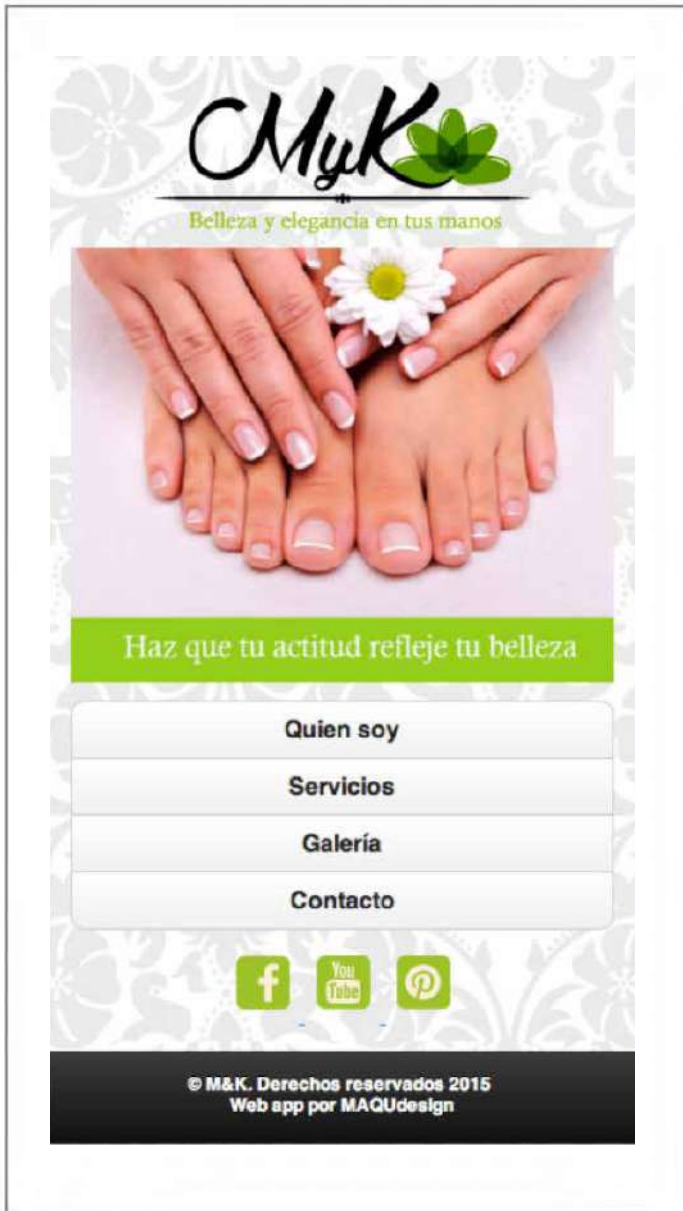 MyK
Belleza y elegancia en tus manos
Haz que tu actitud refleje tu belleza
Quien soy
Servicios
Galería
Contacto
f
You
Tube
© M&K. Derechos reservados 2015
Web app por MAQUdesign